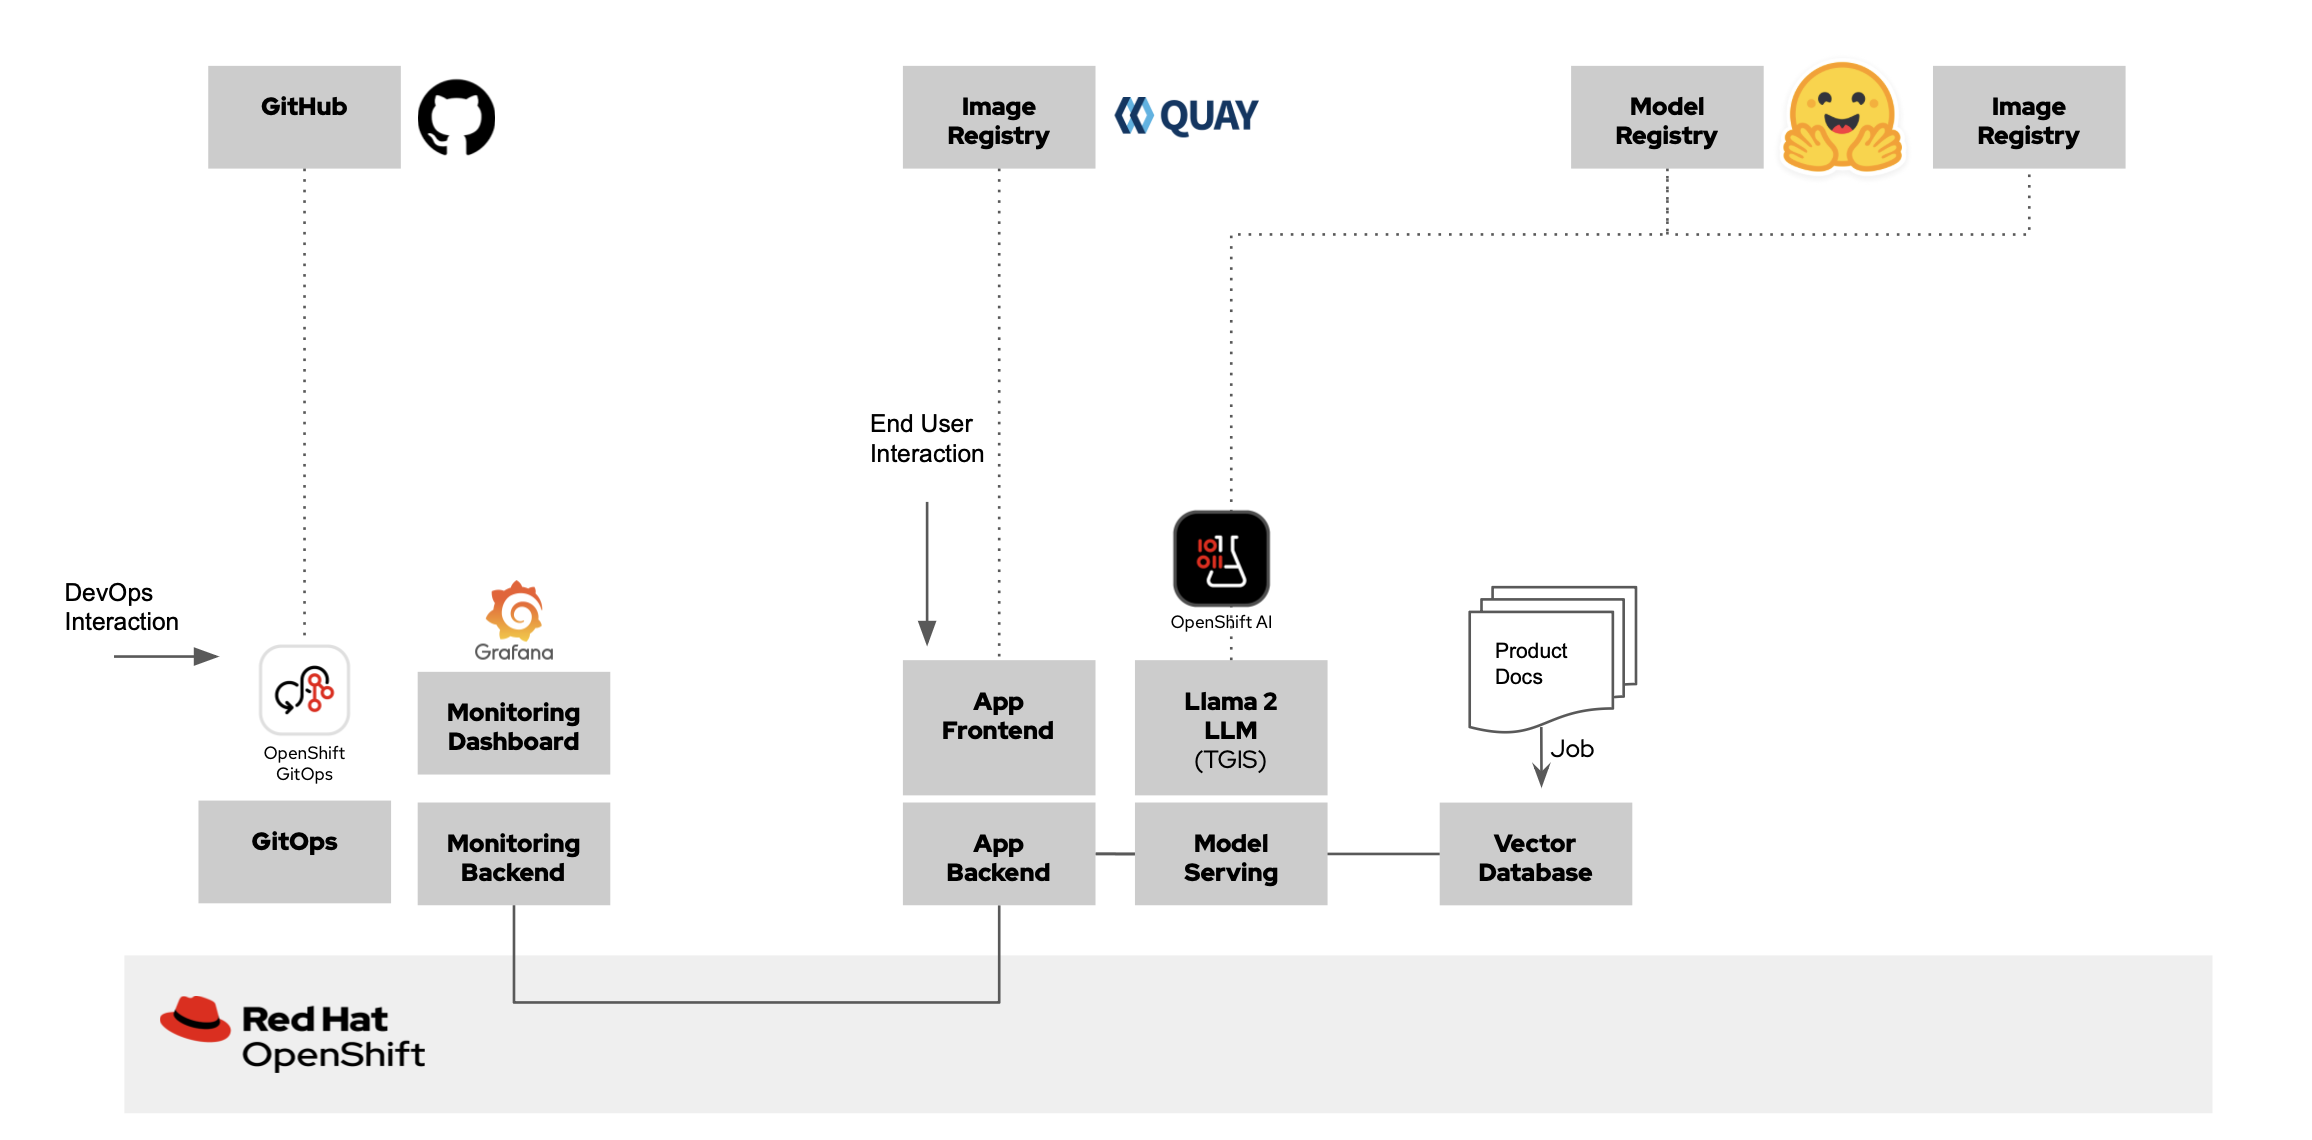 GitHub
Image
Registry
QUAY
Model
Registry
Image
Registry
End User
Interaction
DevOps
Interaction
OpenShift
GitOps
Grafana
Monitoring
Dashboard
App
Frontend
OpenShift AI
Llama 2
LLM
(TGIS)
Product
Docs
Job
GitOps
Monitoring
Backend
App
Backend
Model
Serving
Vector
Database
Red Hat
OpenShift